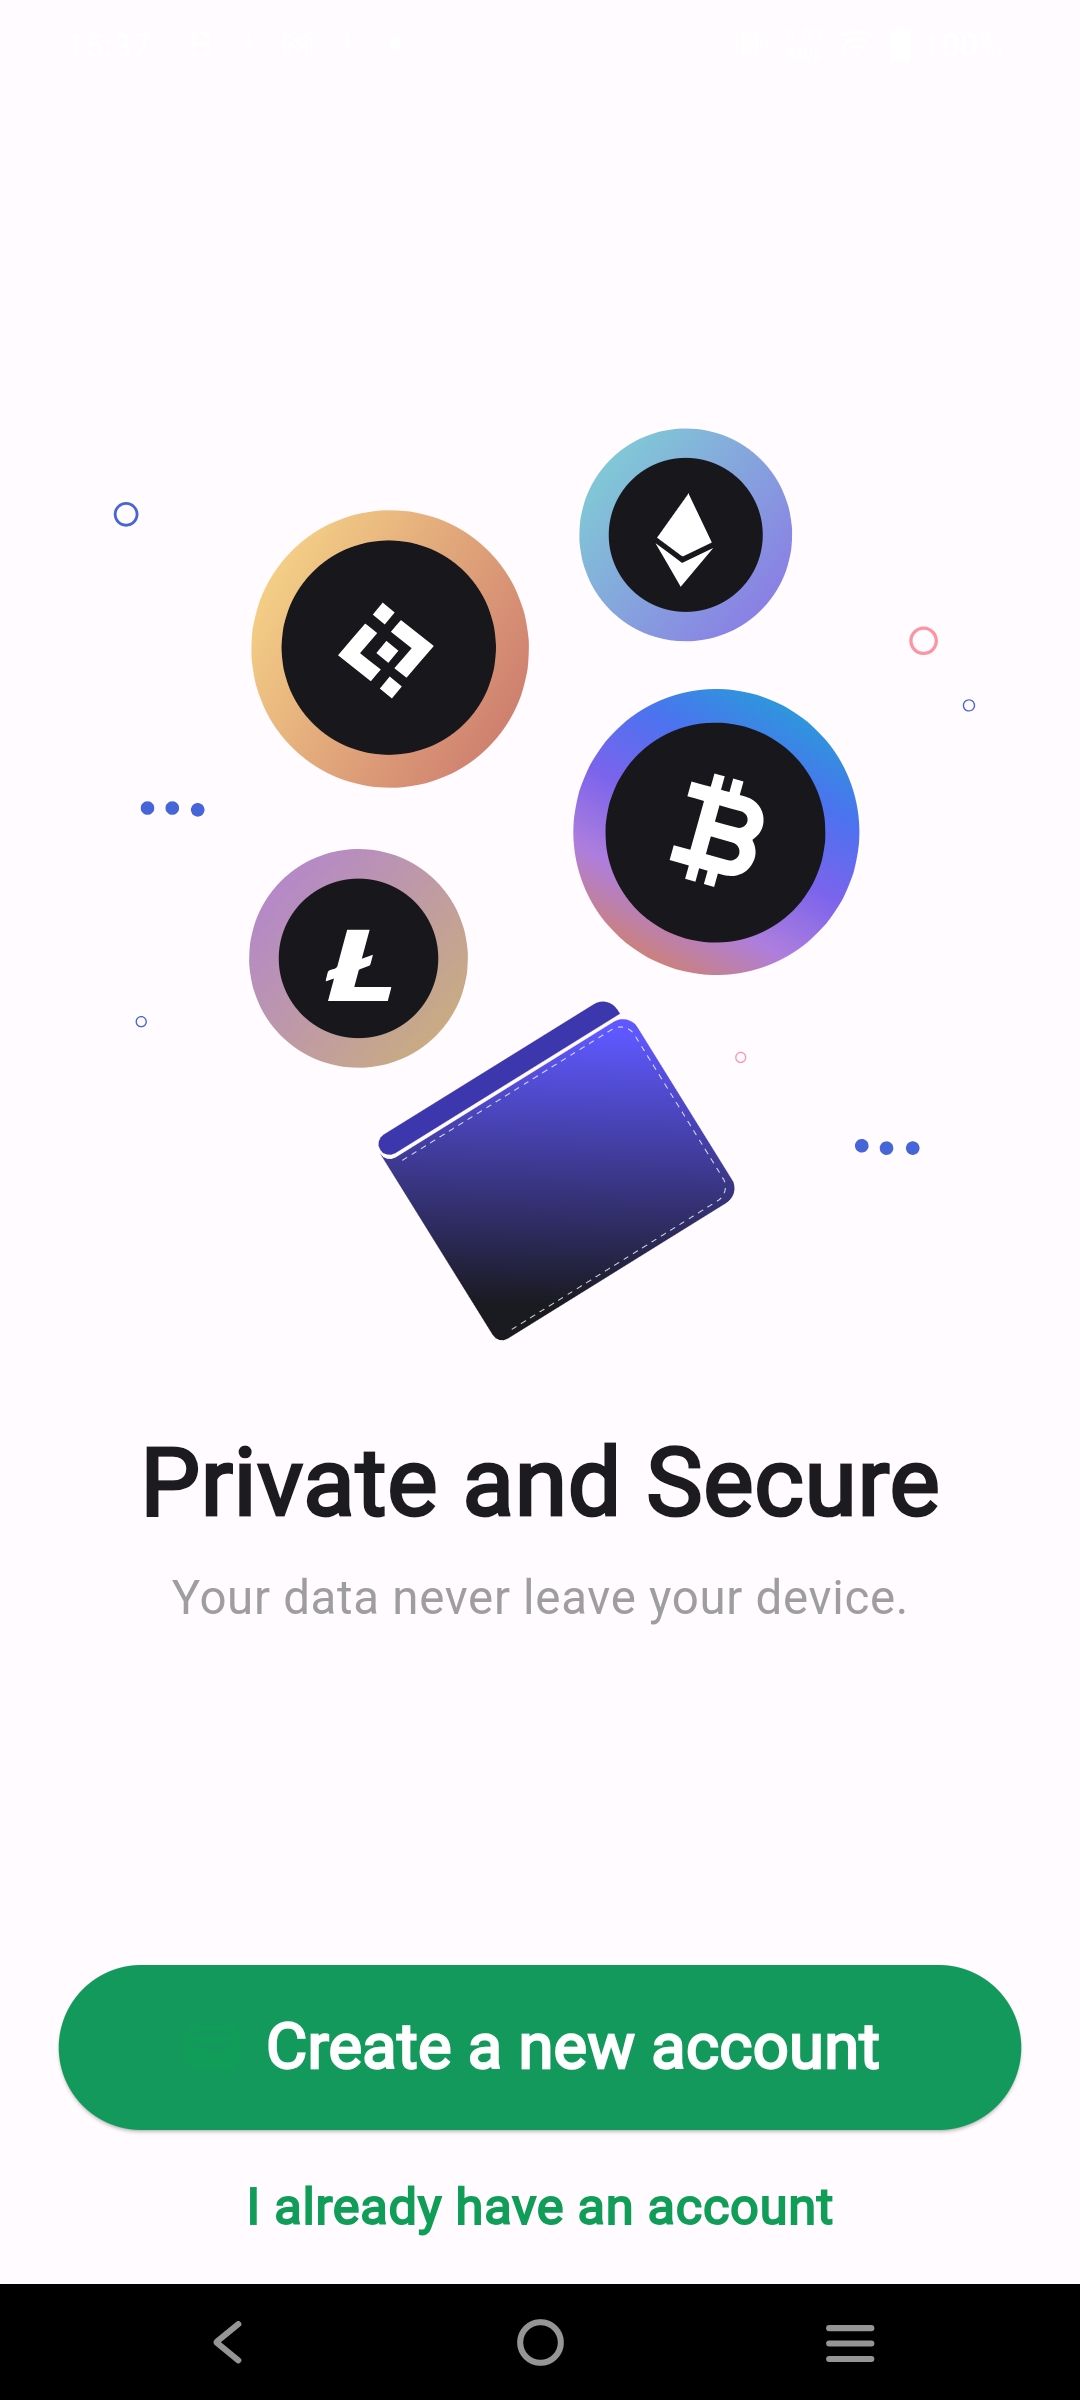 Private and Secure
Your data never leave your device.
Create a new account
I already have an account